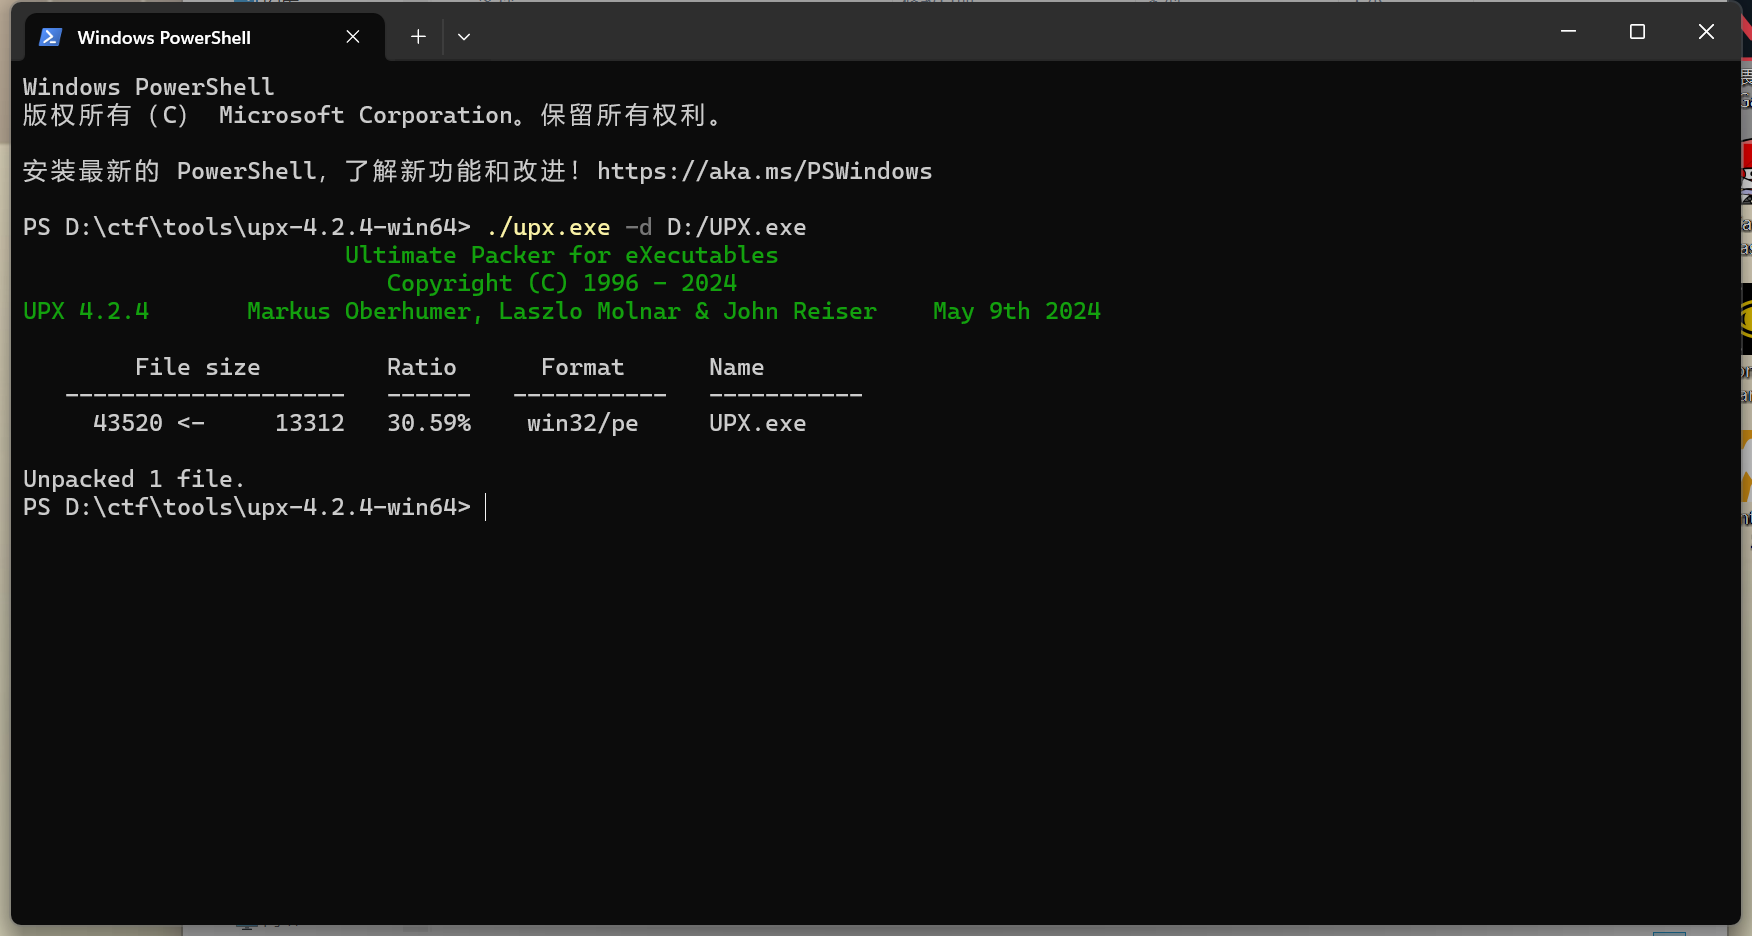 Windows PowerShell
Windows PowerShell
版权所有 (C) Microsoft Corporation。保留所有权利。
安装最新的 PowerShell，了解新功能和改进！https://aka.ms/PSWindows
PS D:\ctf\tools\upx-4.2.4-win64> ./upx.exe -d D:/UPX.exe
Ultimate Packer for eXecutables
Copyright (C) 1996 - 2024
UPX 4.2.4 Markus Oberhumer, Laszlo Molnar & John Reiser May 9th 2024
File size Ratio Format Name
-------------------- ------ ----------- -----------
43520 <- 13312 30.59% win32/pe UPX.exe
Unpacked 1 file.
PS D:\ctf\tools\upx-4.2.4-win64>